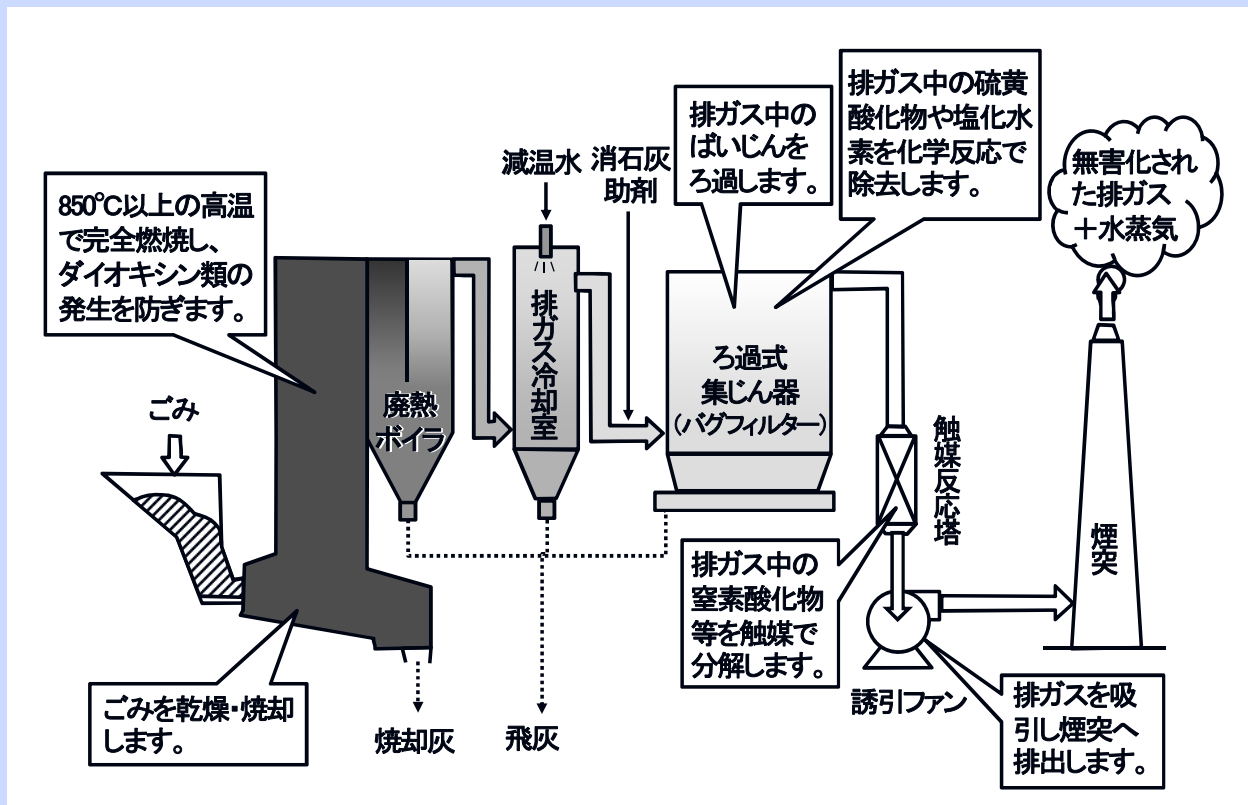 850℃以上の高温
で完全燃焼し、
ダイオキシン類の
発生を防ぎます。
ごみ
ごみを乾燥・焼却
します。
焼却灰
廃熱
ボイラ
飛灰
減温水
排ガス冷却室
消石灰
助剤
排ガス中の
ばいじんを
ろ過します。
排ガス中の硫黄
酸化物や塩化水
素を化学反応で
除去します。
ろ過式
集じん器
(バグフィルター)
触媒反応塔
排ガス中の
窒素酸化物
等を触媒で
分解します。
誘引ファン
排ガスを吸
引し煙突へ
排出します。
煙突
無害化され
た排ガス
＋水蒸気